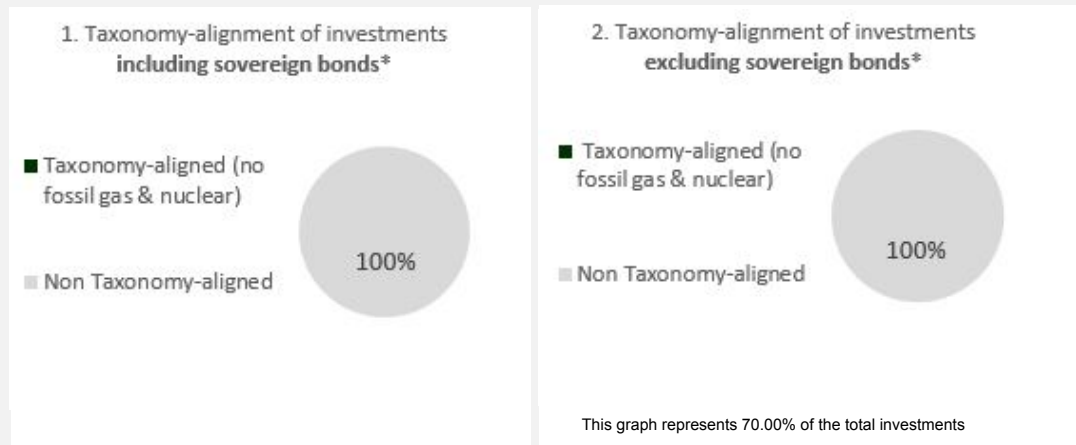 1. Taxonomy-alignment of investments
including sovereign bonds*
Taxonomy-aligned (no
fossil gas & nuclear)
Non Taxonomy-aligned
100%
2. Taxonomy-alignment of investments
excluding sovereign bonds*
Taxonomy-aligned (no
fossil gas & nuclear)
Non Taxonomy-aligned
100%
This graph represents 70.00% of the total investments